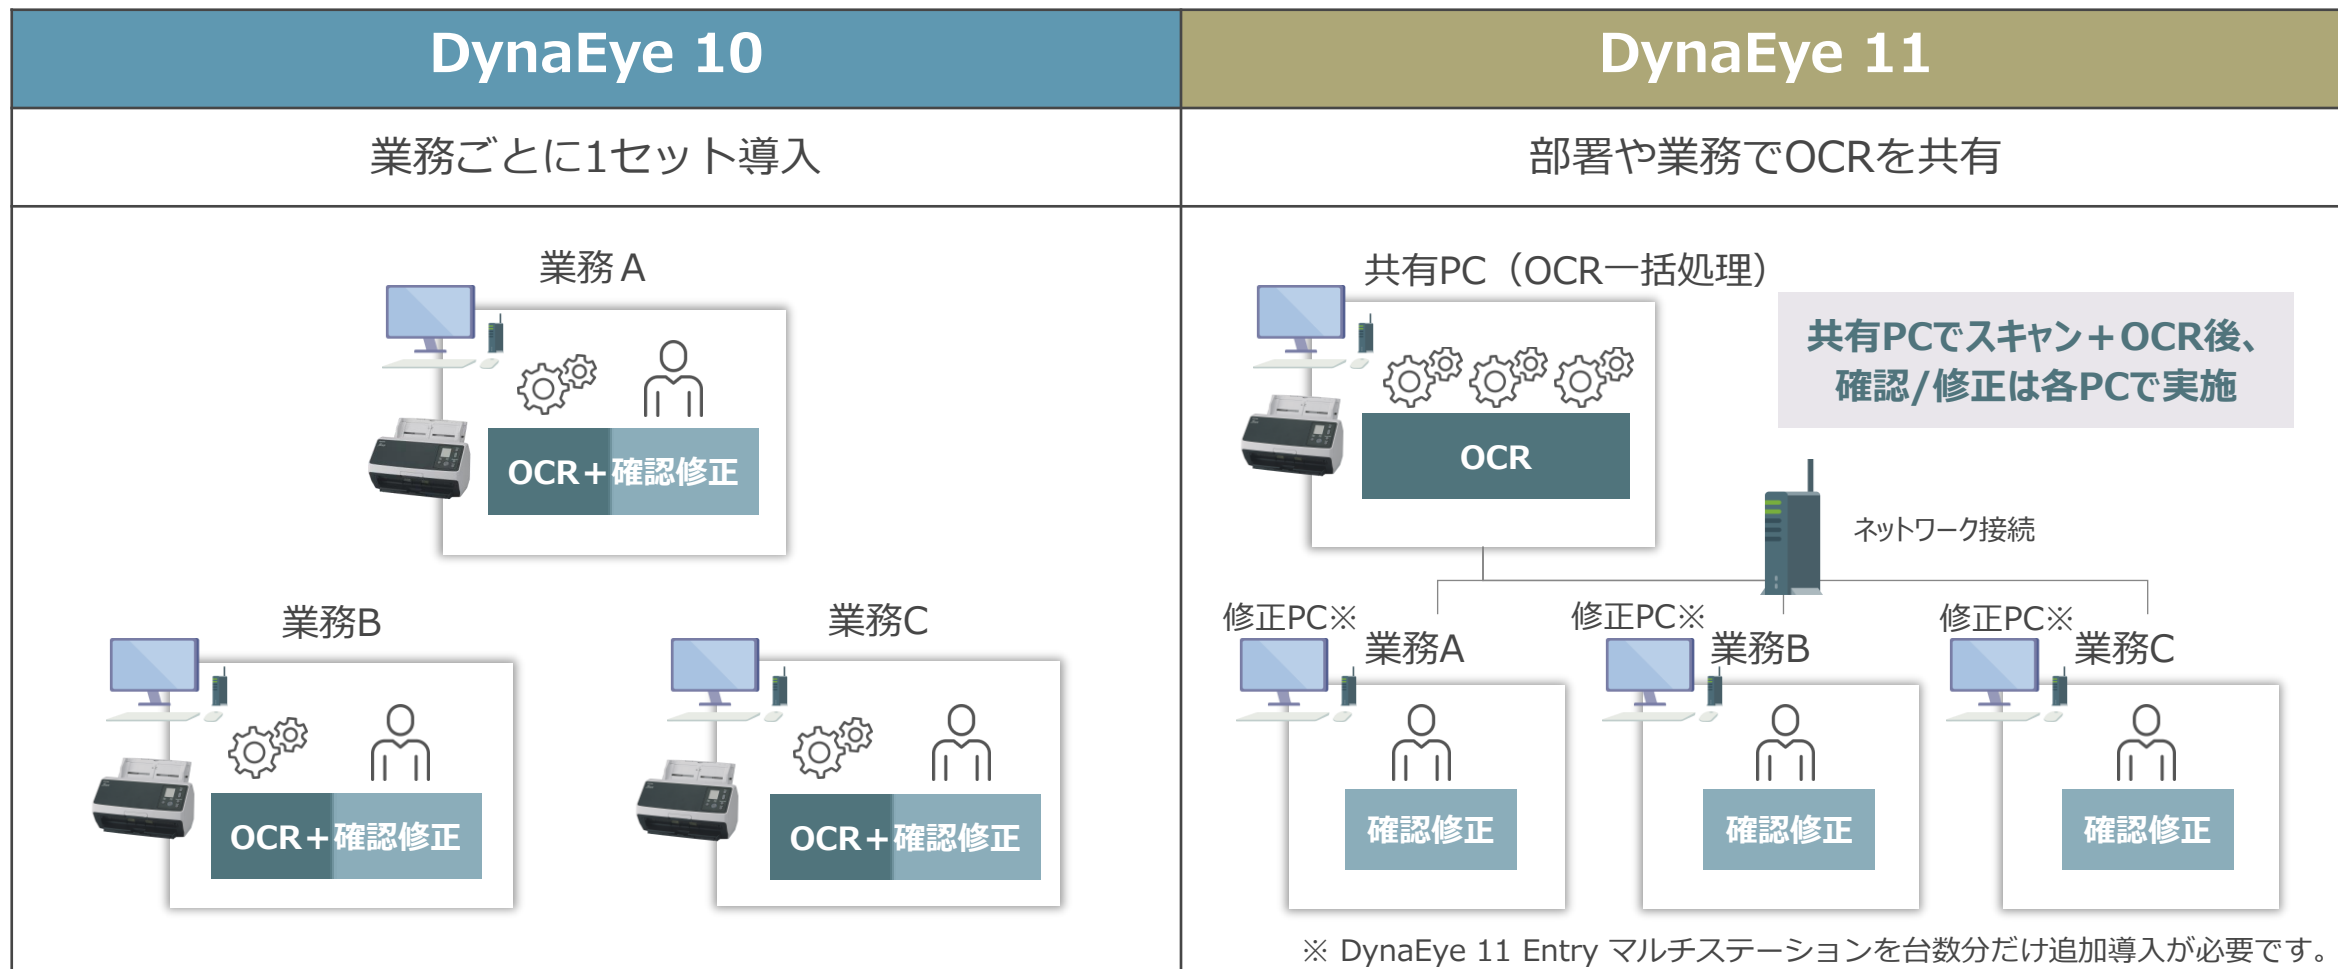 DynaEye 10
DynaEye 11
業務ごとに1セット導入
部署や業務でOCRを共有
業務A
OCR+確認修正
業務B
OCR+確認修正
業務C
OCR+確認修正
共有PC（OCR一括処理）
OCR
共有PCでスキャン+OCR後、
確認/修正は各PCで実施
ネットワーク接続
修正PC※
業務A
確認修正
修正PC※
業務B
確認修正
修正PC※
業務C
確認修正
※ DynaEye 11 Entry マルチステーションを台数分だけ追加導入が必要です。